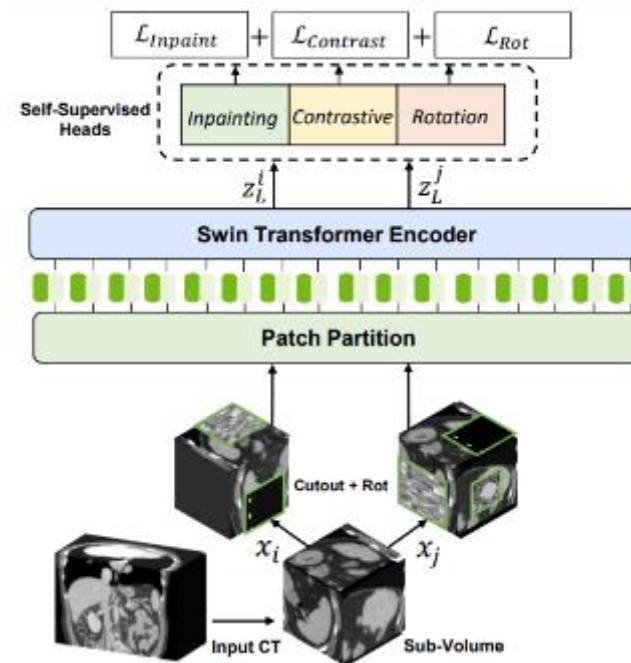 ℒ_Inpaint + ℒ_Contrast + ℒ_Rot
Self-Supervised
Heads
Inpainting Contrastive Rotation
z_L^i z_L^j
Swin Transformer Encoder
Patch Partition
Cutout + Rot
x_i x_j
Input CT
Sub-Volume